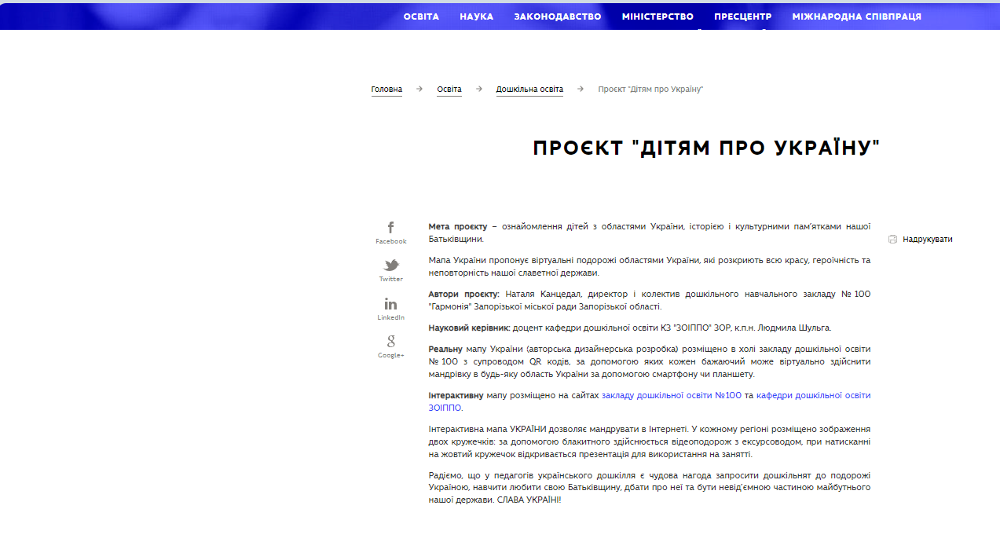 ОСВІТА НАУКА ЗАКОНОДАВСТВО МІНІСТЕРСТВО ПРЕСЦЕНТР МІЖНАРОДНА СПІВПРАЦЯ
Головна → Освіта → Дошкільна освіта → Проєкт "Дітям про Україну"
ПРОЄКТ "ДІТЯМ ПРО УКРАЇНУ"
Facebook
Twitter
LinkedIn
Google+
Мета проєкту – ознайомлення дітей з областями України, історією і культурними пам’ятками нашої
Батьківщини.
Мапа України пропонує віртуальні подорожі областями України, які розкриють всю красу, героїчність та
неповторність нашої славетної держави.
Автори проєкту: Наталя Канцедал, директор і колектив дошкільного навчального закладу №100
"Гармонія" Запорізької міської ради Запорізької області.
Науковий керівник: доцент кафедри дошкільної освіти КЗ "ЗОІППО" ЗОР, к.п.н. Людмила Шульга.
Реальну мапу України (авторська дизайнерська розробка) розміщено в холі закладу дошкільної освіти
№100 з супроводом QR кодів, за допомогою яких кожен бажаючий може віртуально здійснити
мандрівку в будь-яку область України за допомогою смартфону чи планшету.
Інтерактивну мапу розміщено на сайтах закладу дошкільної освіти №100 та кафедри дошкільної освіти
ЗОІППО.
Інтерактивна мапа УКРАЇНИ дозволяє мандрувати в Інтернеті. У кожному регіоні розміщено зображення
двох кружечків: за допомогою блакитного здійснюється відеоподорож з екурсоводом, при натисканні
на жовтий кружечок відкривається презентація для використання на занятті.
Радіємо, що у педагогів українського дошкілля є чудова нагода запросити дошкільнят до подорожі
Україною, навчити любити свою Батьківщину, дбати про неї та бути невід’ємною частиною майбутнього
нашої держави. СЛАВА УКРАЇНІ!
Надрукувати